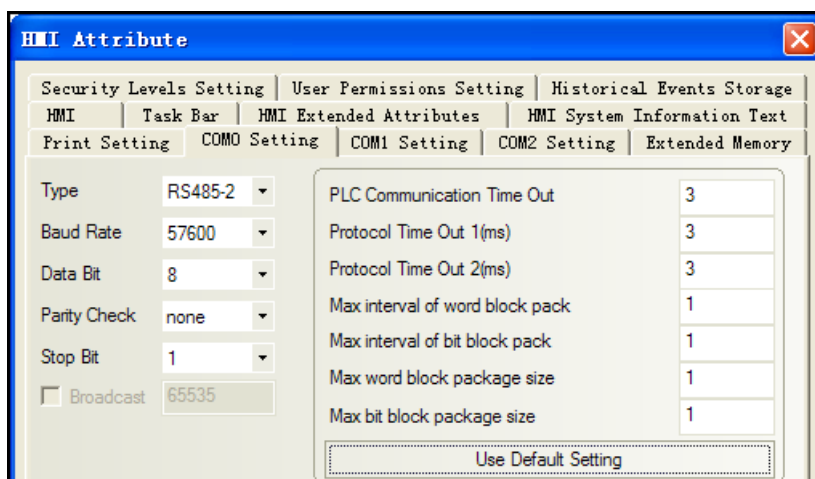 HMI Attribute
Security Levels Setting User Permissions Setting Historical Events Storage
HMI Task Bar HMI Extended Attributes HMI System Information Text
Print Setting COM0 Setting COM1 Setting COM2 Setting Extended Memory
Type RS485-2
Baud Rate 57600
Data Bit 8
Parity Check none
Stop Bit 1
Broadcast 65535
PLC Communication Time Out 3
Protocol Time Out 1(ms) 3
Protocol Time Out 2(ms) 3
Max interval of word block pack 1
Max interval of bit block pack 1
Max word block package size 1
Max bit block package size 1
Use Default Setting